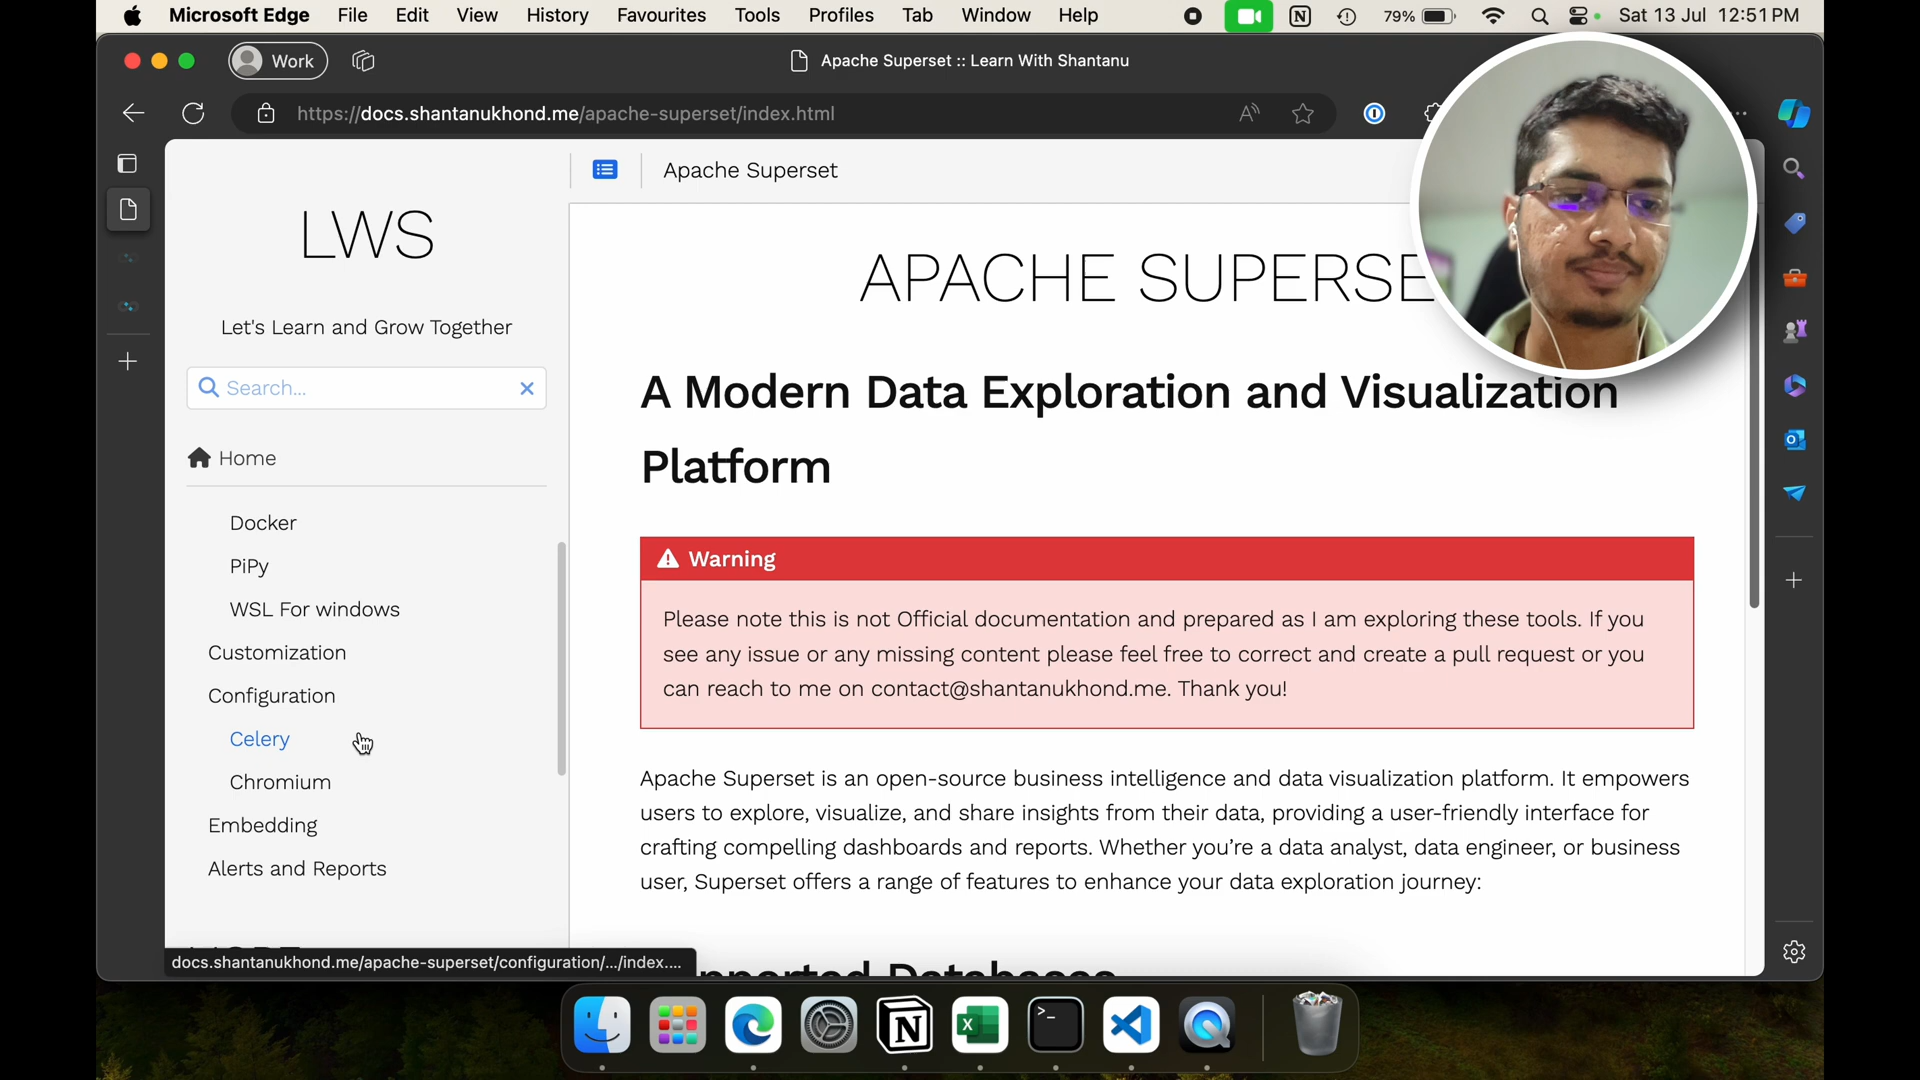 Microsoft Edge File Edit View History Favourites Tools Profiles Tab Window Help 79% Sat 13 Jul 12:51 PM
Work
Apache Superset :: Learn With Shantanu
https://docs.shantanukhond.me/apache-superset/index.html
LWS
Let's Learn and Grow Together
Search...
Home
Docker
PiPy
WSL For windows
Customization
Configuration
Celery
Chromium
Embedding
Alerts and Reports
docs.shantanukhond.me/apache-superset/configuration/.../index....
Apache Superset
APACHE SUPERSE
A Modern Data Exploration and Visualization
Platform
Warning
Please note this is not Official documentation and prepared as I am exploring these tools. If you
see any issue or any missing content please feel free to correct and create a pull request or you
can reach to me on contact@shantanukhond.me. Thank you!
Apache Superset is an open-source business intelligence and data visualization platform. It empowers
users to explore, visualize, and share insights from their data, providing a user-friendly interface for
crafting compelling dashboards and reports. Whether you're a data analyst, data engineer, or business
user, Superset offers a range of features to enhance your data exploration journey: